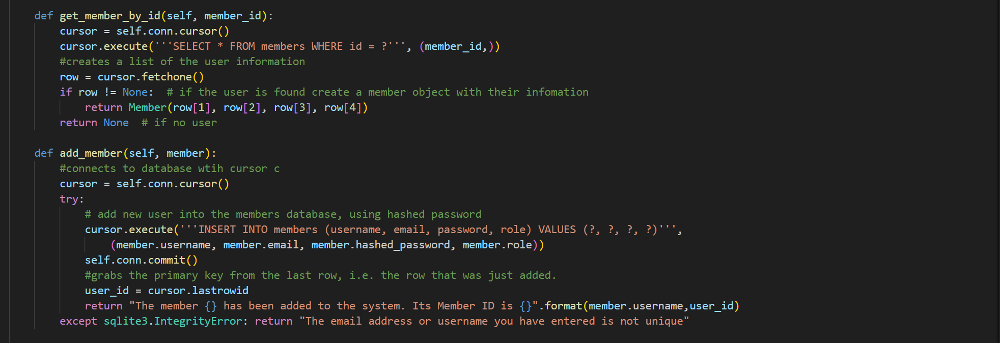 def get_member_by_id(self, member_id):
cursor = self.conn.cursor()
cursor.execute('''SELECT * FROM members WHERE id = ?''', (member_id,))
#creates a list of the user information
row = cursor.fetchone()
if row != None:  # if the user is found create a member object with their infomation
return Member(row[1], row[2], row[3], row[4])
return None  # if no user
def add_member(self, member):
#connects to database wtih cursor c
cursor = self.conn.cursor()
try:
# add new user into the members database, using hashed password
cursor.execute('''INSERT INTO members (username, email, password, role) VALUES (?, ?, ?, ?)''',
(member.username, member.email, member.hashed_password, member.role))
self.conn.commit()
#grabs the primary key from the last row, i.e. the row that was just added.
user_id = cursor.lastrowid
return "The member {} has been added to the system. Its Member ID is {}".format(member.username,user_id)
except sqlite3.IntegrityError: return "The email address or username you have entered is not unique"